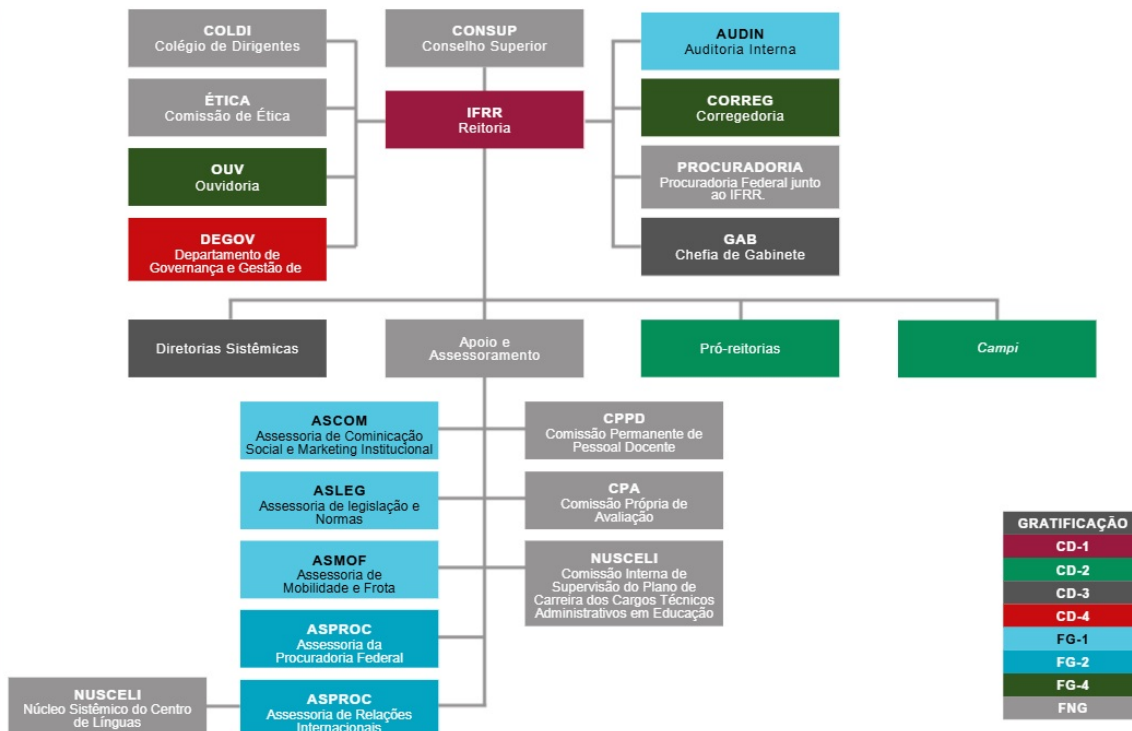 COLDI
Colégio de Dirigentes
CONSUP
Conselho Superior
AUDIN
Auditoria Interna
ÉTICA
Comissão de Ética
IFRR
Reitoria
CORREG
Corregedoria
OUV
Ouvidoria
PROCURADORIA
Procuradoria Federal junto
ao IFRR.
DEGOV
Departamento de
Governança e Gestão de
GAB
Chefia de Gabinete
Diretorias Sistêmicas
Apoio e
Assessoramento
Pró-reitorias
Campi
ASCOM
Assessoria de Cominicação
Social e Marketing Institucional
CPPD
Comissão Permanente de
Pessoal Docente
ASLEG
Assessoria de legislação e
Normas
CPA
Comissão Própria de
Avaliação
ASMOF
Assessoria de
Mobilidade e Frota
NUSCELI
Comissão Interna de
Supervisão do Plano de
Carreira dos Cargos Técnicos
Administrativos em Educação
ASPROC
Assessoria da
Procuradoria Federal
NUSCELI
Núcleo Sistêmico do Centro
de Línguas
ASPROC
Assessoria de Relações
Internacionais
GRATIFICAÇÃO
CD-1
CD-2
CD-3
CD-4
FG-1
FG-2
FG-4
FNG